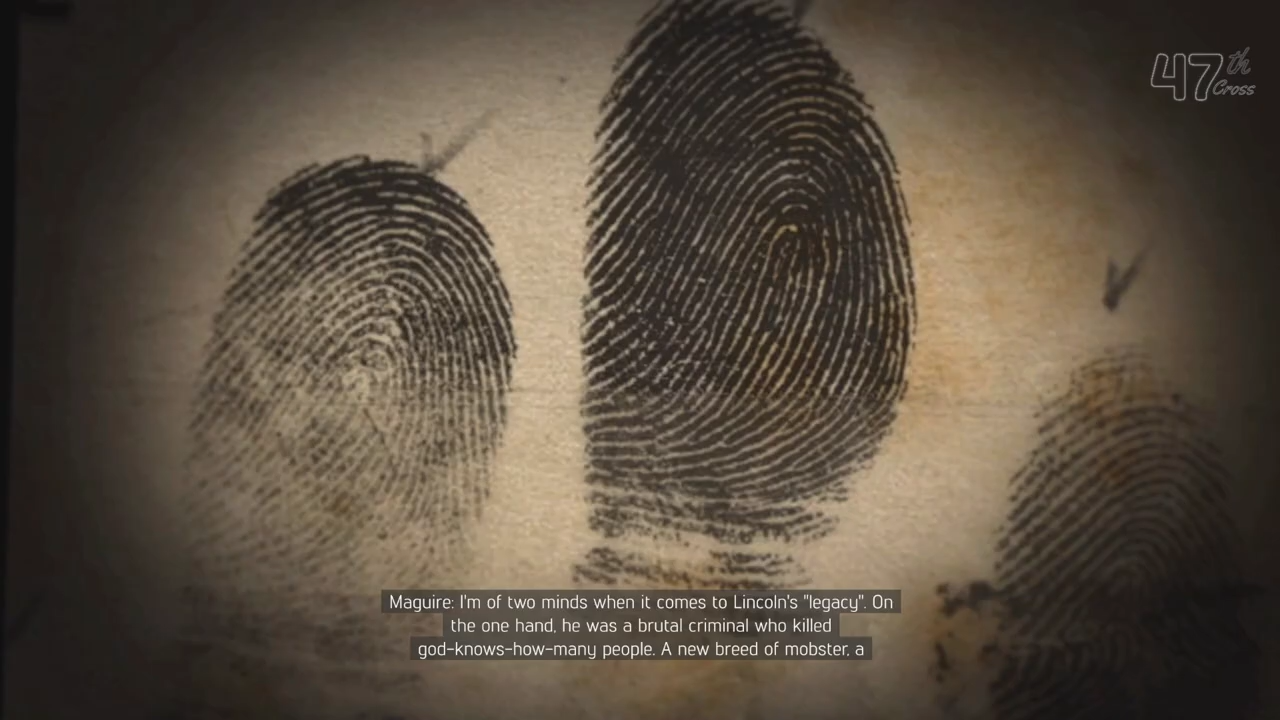 47th
Cross
Maguire: I'm of two minds when it comes to Lincoln's "legacy". On
the one hand, he was a brutal criminal who killed
god-knows-how-many people. A new breed of mobster, a